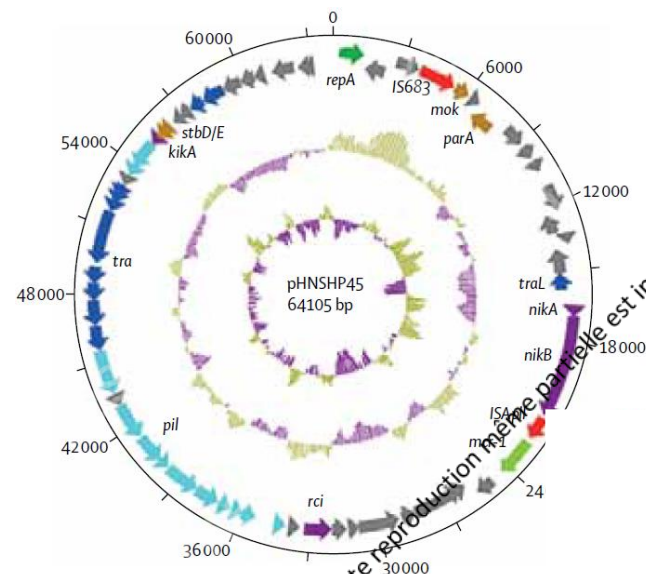 0
60000
6000
repA
IS683
mok
parA
stbD/E
kikA
54000
12000
tra
traL
pHNSHP45
64105 bp
48000
nikA
nikB
18000
pil
42000
24
rci
36000
30000
te reproduction même partielle est in